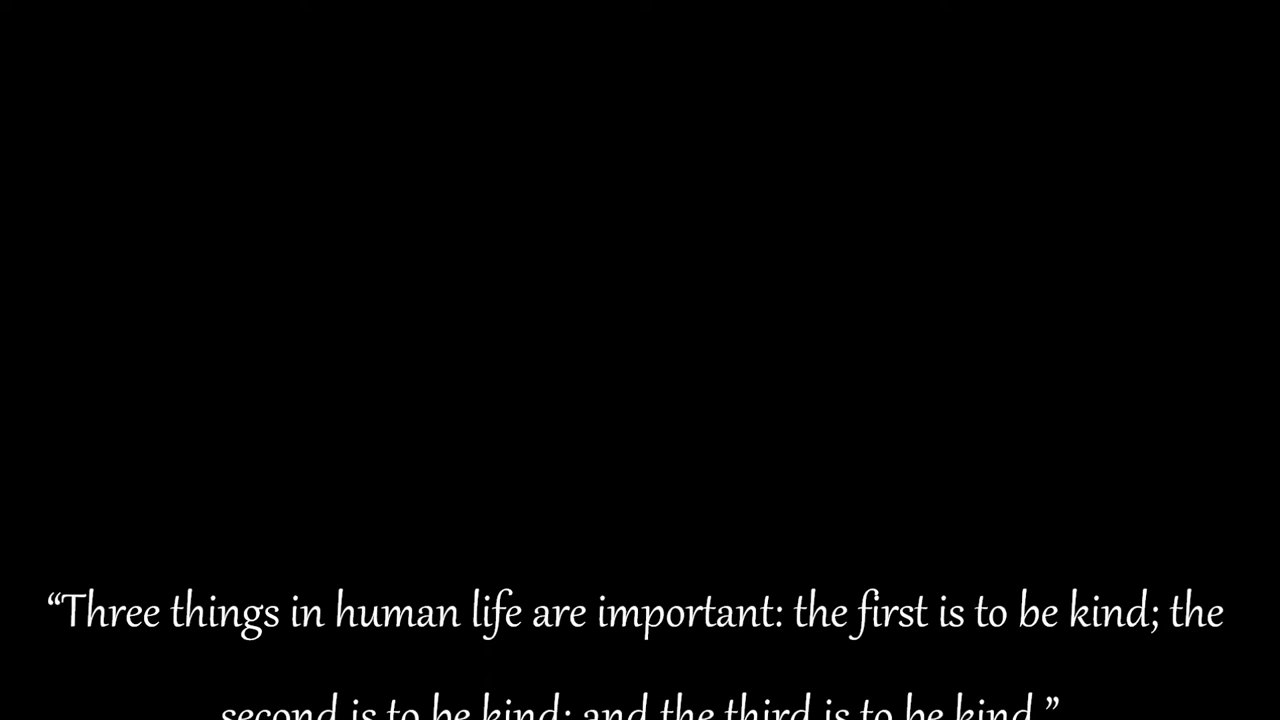 “Three things in human life are important: the first is to be kind; the
second is to be kind; and the third is to be kind.”